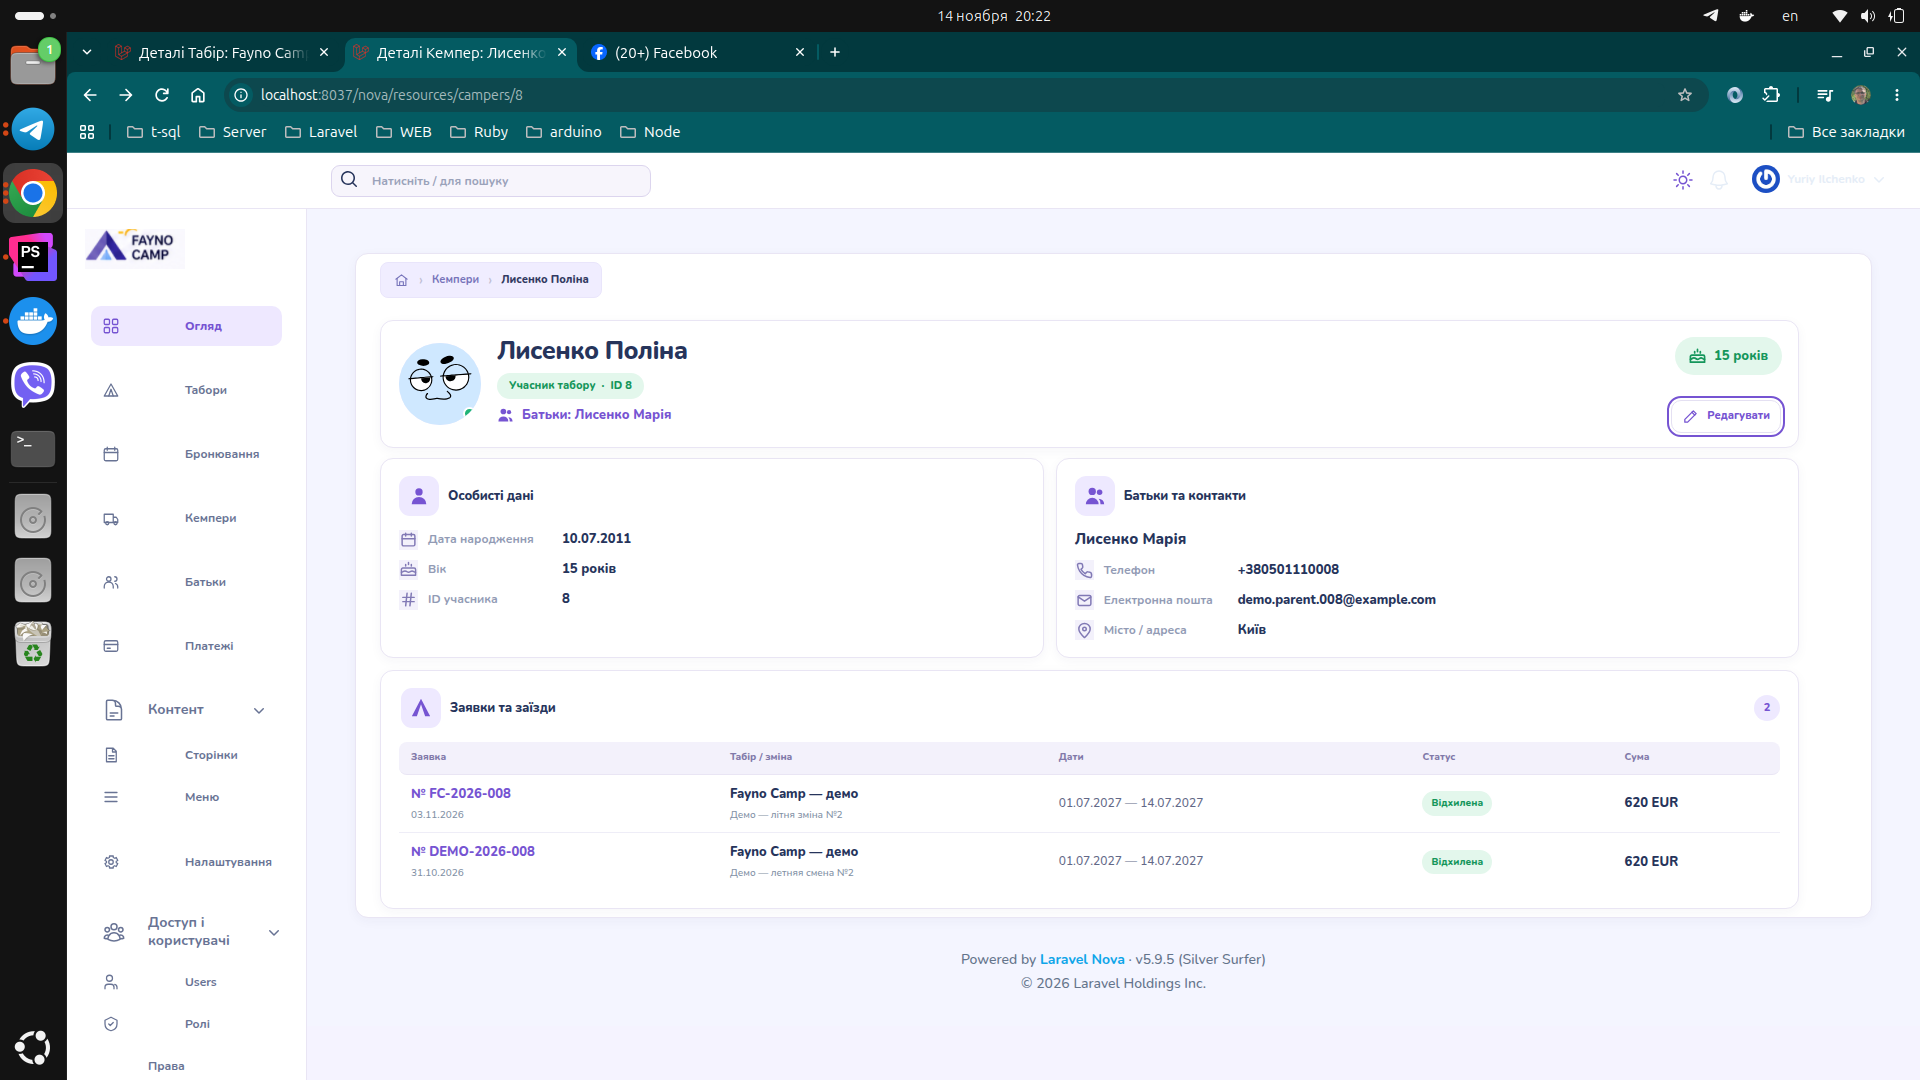 14 ноября 20:22
en
1
Деталі Табір: Fayno Cam
Деталі Кемпер: Лисенко
(20+) Facebook
localhost:8037/nova/resources/campers/8
t-sql
Server
Laravel
WEB
Ruby
arduino
Node
Все закладки
Натисніть / для пошуку
Yuriy Ilchenko
FAYNO
CAMP
PS
>_
Огляд
Табори
Бронювання
Кемпери
Батьки
Платежі
Контент
Сторінки
Меню
Налаштування
Доступ і
користувачі
Users
Ролі
Права
Кемпери › Лисенко Поліна
Лисенко Поліна
Учасник табору · ID 8
Батьки: Лисенко Марія
15 років
Редагувати
Особисті дані
Дата народження 10.07.2011
Вік 15 років
ID учасника 8
Батьки та контакти
Лисенко Марія
Телефон +380501110008
Електронна пошта demo.parent.008@example.com
Місто / адреса Київ
Заявки та заїзди
2
Заявка Табір / зміна Дати Статус Сума
№ FC-2026-008 Fayno Camp — демо 01.07.2027 — 14.07.2027 Відхилена 620 EUR
03.11.2026 Демо — літня зміна №2
№ DEMO-2026-008 Fayno Camp — демо 01.07.2027 — 14.07.2027 Відхилена 620 EUR
31.10.2026 Демо — летняя смена №2
Powered by Laravel Nova · v5.9.5 (Silver Surfer)
© 2026 Laravel Holdings Inc.